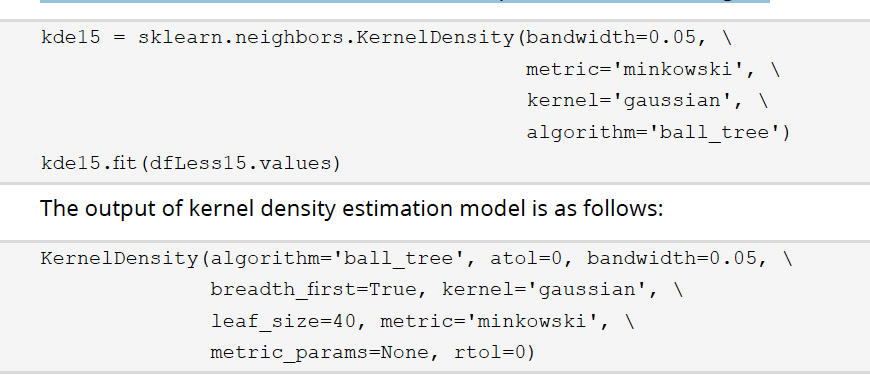 kde15 = sklearn.neighbors.KernelDensity(bandwidth=0.05, \
metric='minkowski', \
kernel='gaussian', \
algorithm='ball_tree')
kde15.fit(dfLess15.values)
The output of kernel density estimation model is as follows:
KernelDensity(algorithm='ball_tree', atol=0, bandwidth=0.05, \
breadth_first=True, kernel='gaussian', \
leaf_size=40, metric='minkowski', \
metric_params=None, rtol=0)